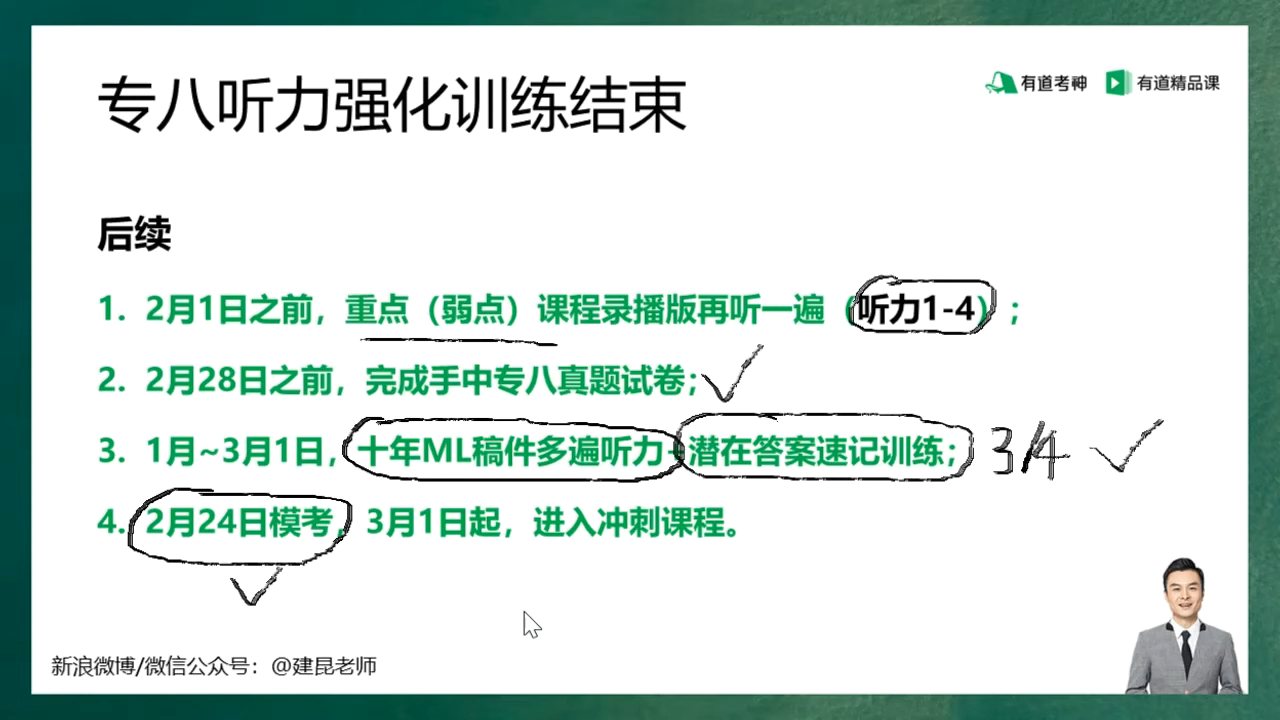 专八听力强化训练结束
有道考神 有道精品课
后续
1. 2月1日之前，重点（弱点）课程录播版再听一遍（听力1-4）；
2. 2月28日之前，完成手中专八真题试卷；
3. 1月~3月1日，十年ML稿件多遍听力+潜在答案速记训练； 3/4
4. 2月24日模考，3月1日起，进入冲刺课程。
新浪微博/微信公众号：@建昆老师